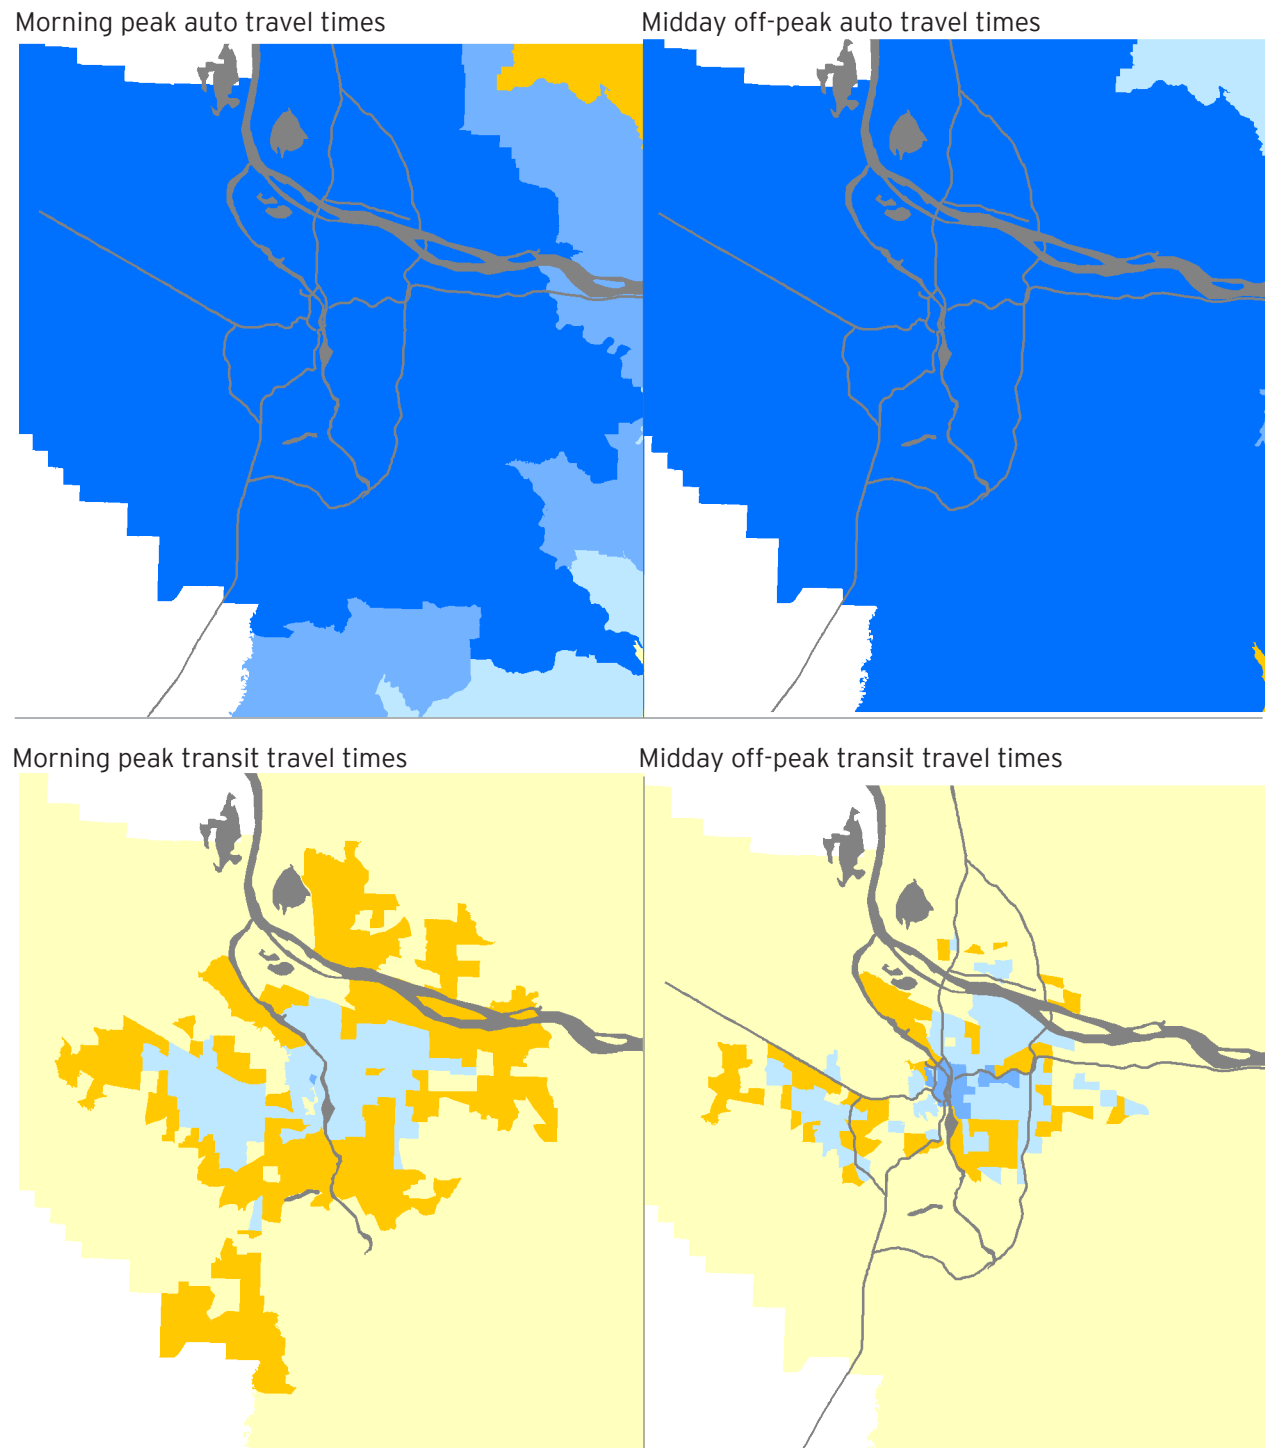 Morning peak auto travel times
Midday off-peak auto travel times
Morning peak transit travel times
Midday off-peak transit travel times